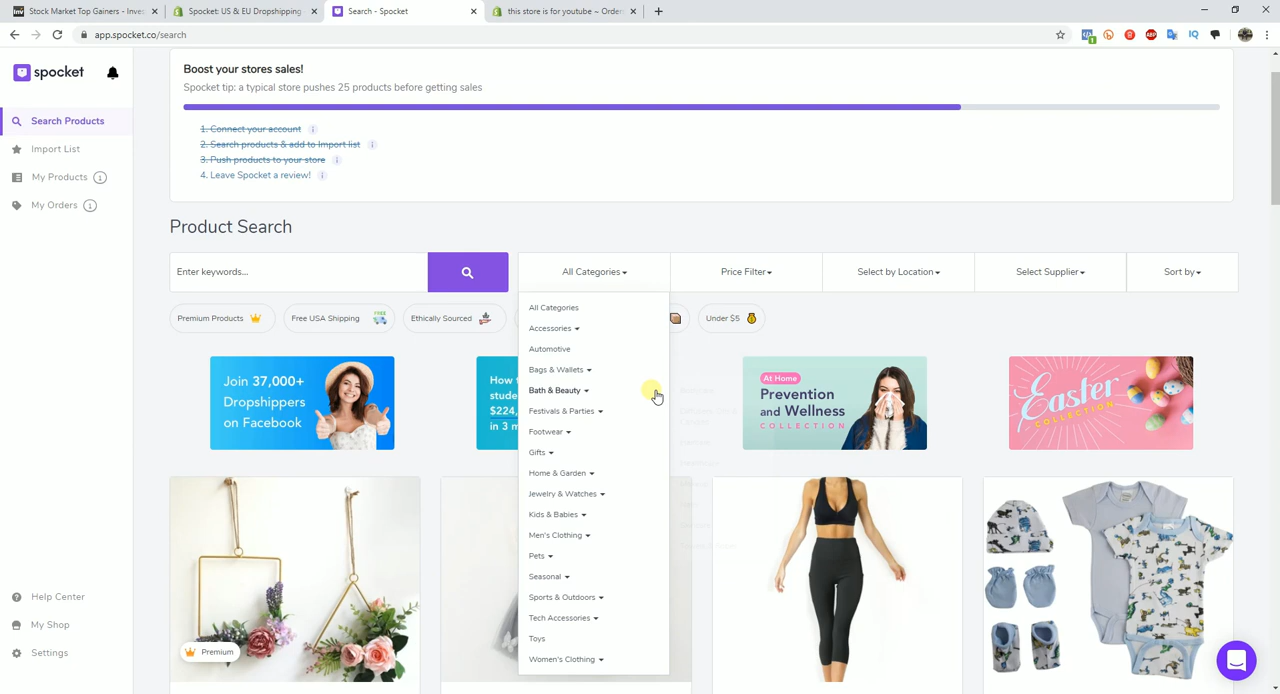 Stock Market Top Gainers - Inves
Spocket: US & EU Dropshipping
Search - Spocket
this store is for youtube ~ Orders
app.spocket.co/search
spocket
Boost your stores sales!
Spocket tip: a typical store pushes 25 products before getting sales
1. Connect your account
2. Search products & add to Import list
3. Push products to your store
4. Leave Spocket a review!
Search Products
Import List
My Products
My Orders
Product Search
Enter keywords...
All Categories
Price Filter
Select by Location
Select Supplier
Sort by
Premium Products
Free USA Shipping
Ethically Sourced
Under $5
All Categories
Accessories
Automotive
Bags & Wallets
Bath & Beauty
Festivals & Parties
Footwear
Gifts
Home & Garden
Jewelry & Watches
Kids & Babies
Men's Clothing
Pets
Seasonal
Sports & Outdoors
Tech Accessories
Toys
Women's Clothing
Join 37,000+
Dropshippers
on Facebook
At Home
Prevention
and Wellness
COLLECTION
Easter
COLLECTION
Premium
Help Center
My Shop
Settings